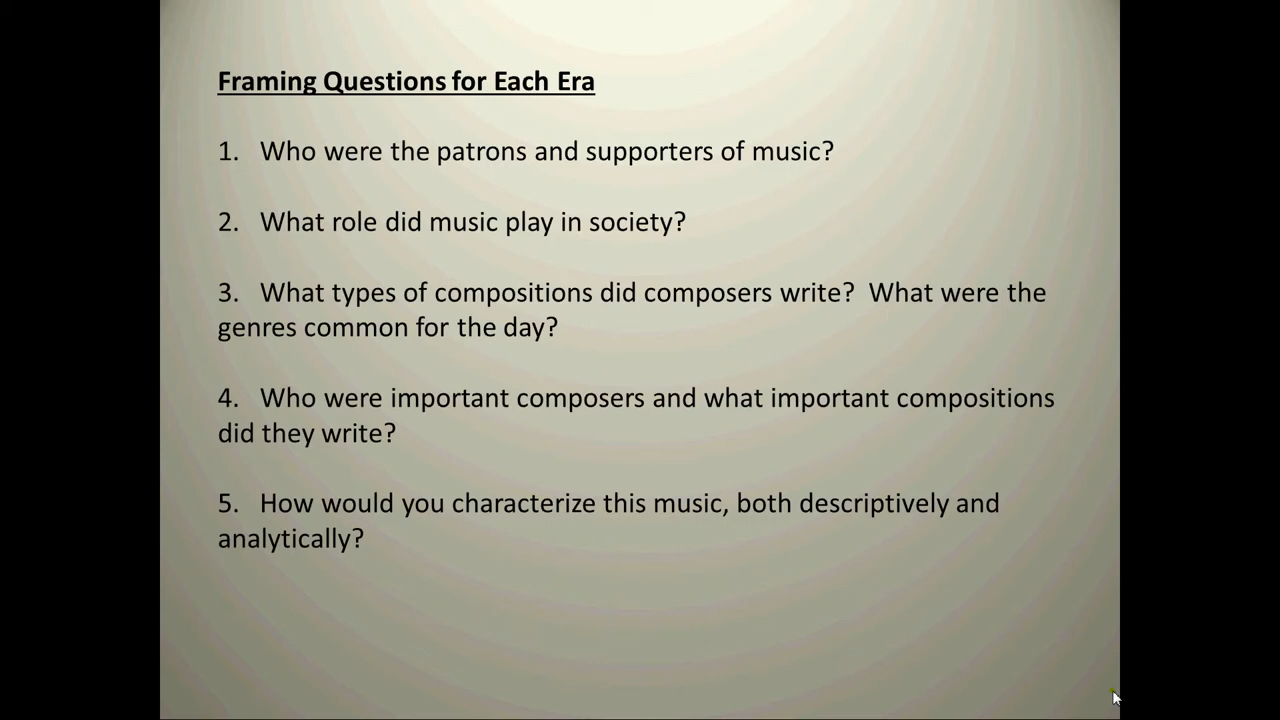 Framing Questions for Each Era
1. Who were the patrons and supporters of music?
2. What role did music play in society?
3. What types of compositions did composers write? What were the
genres common for the day?
4. Who were important composers and what important compositions
did they write?
5. How would you characterize this music, both descriptively and
analytically?